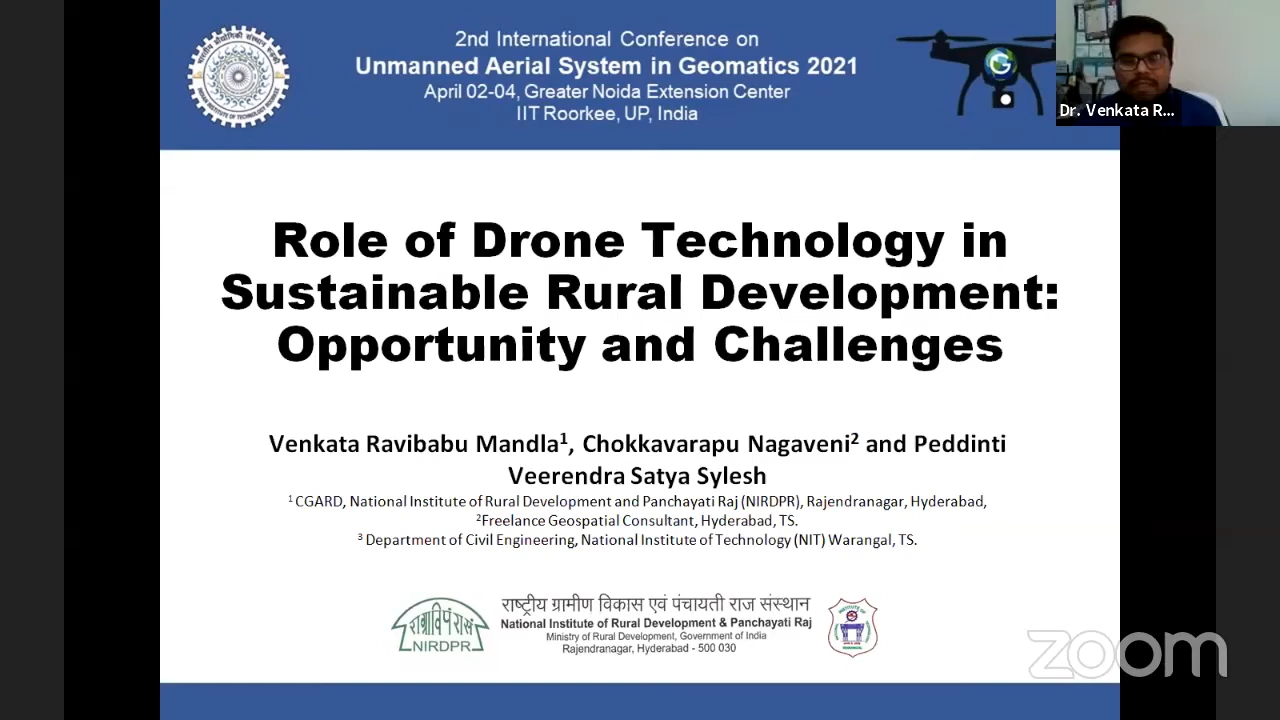 2nd International Conference on
Unmanned Aerial System in Geomatics 2021
April 02-04, Greater Noida Extension Center
IIT Roorkee, UP, India
Dr. Venkata R...
Role of Drone Technology in
Sustainable Rural Development:
Opportunity and Challenges
Venkata Ravibabu Mandla¹, Chokkavarapu Nagaveni² and Peddinti
Veerendra Satya Sylesh
¹ CGARD, National Institute of Rural Development and Panchayati Raj (NIRDPR), Rajendranagar, Hyderabad,
²Freelance Geospatial Consultant, Hyderabad, TS.
³ Department of Civil Engineering, National Institute of Technology (NIT) Warangal, TS.
NIRDPR
राष्ट्रीय ग्रामीण विकास एवं पंचायती राज संस्थान
National Institute of Rural Development & Panchayati Raj
Ministry of Rural Development, Government of India
Rajendranagar, Hyderabad - 500 030
zoom